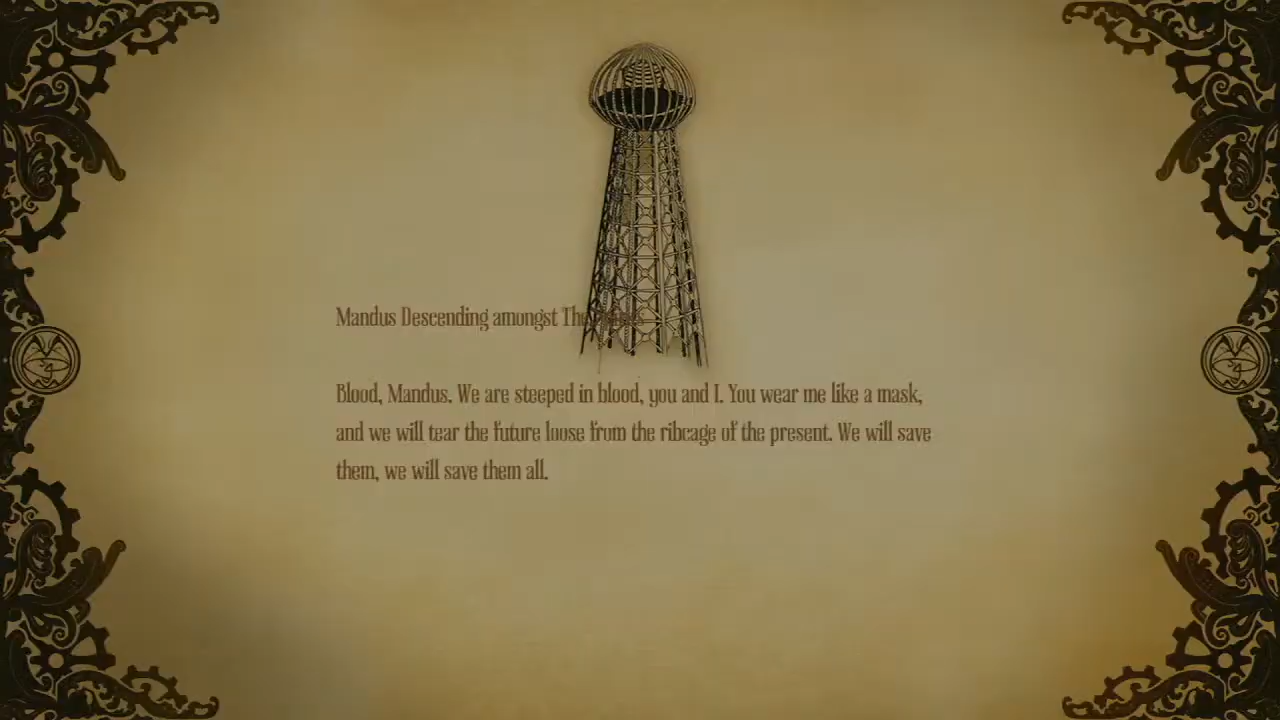 Mandus Descending amongst The
Blood, Mandus. We are steeped in blood, you and I. You wear me like a mask,
and we will tear the future loose from the ribcage of the present. We will save
them, we will save them all.